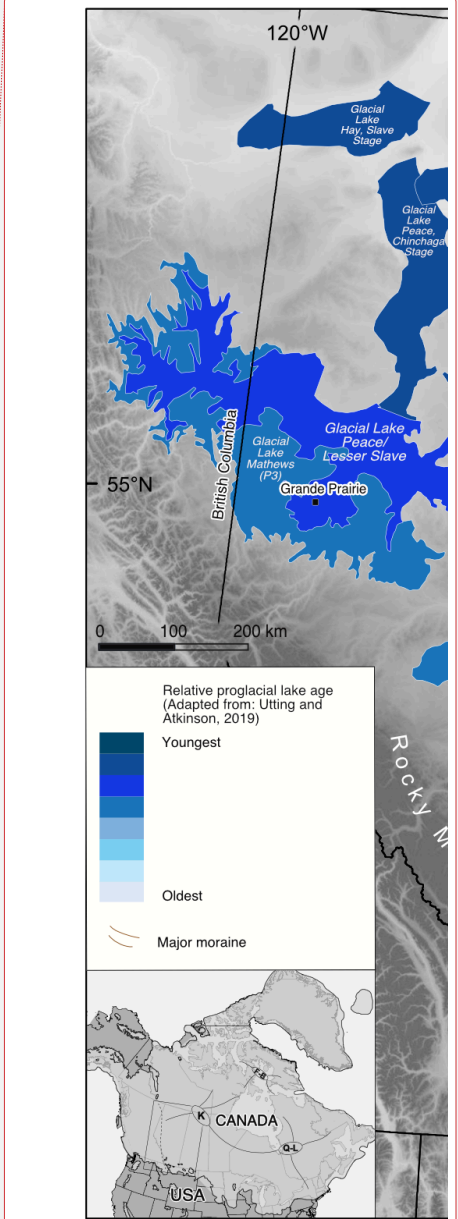 120°W
Glacial
Lake
Hay, Slave
Stage
Glacial
Lake
Peace,
Chinchaga
Stage
British Columbia
Glacial Lake
Peace/
Lesser Slave
Glacial
Lake
Mathews
(P3)
55°N
Grande Prairie
0 100 200 km
Relative proglacial lake age
(Adapted from: Utting and
Atkinson, 2019)
Youngest
Oldest
Major moraine
Rocky M
F-B
K
CANADA
Q-L
USA